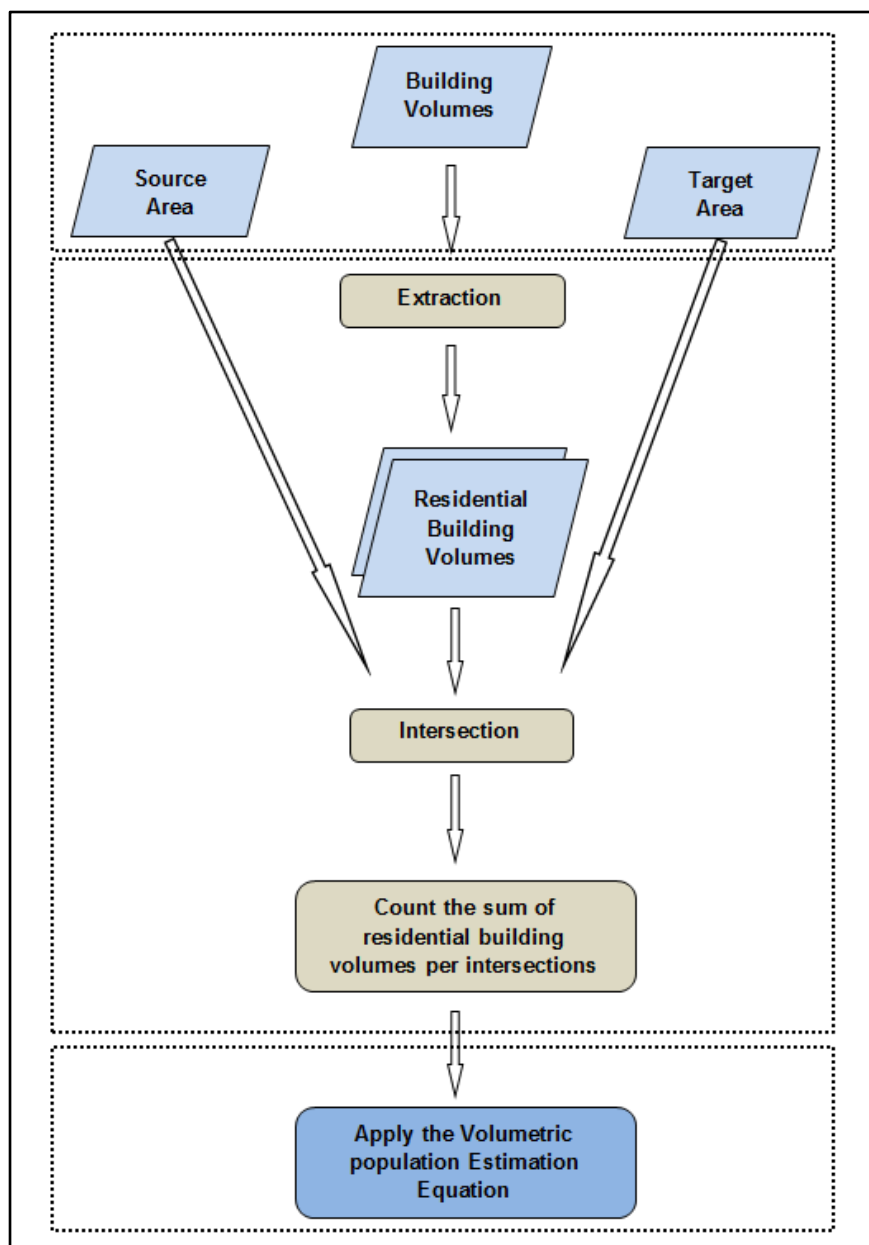 Building
Volumes
Source
Area
Target
Area
Extraction
Residential
Building
Volumes
Intersection
Count the sum of
residential building
volumes per intersections
Apply the Volumetric
population Estimation
Equation